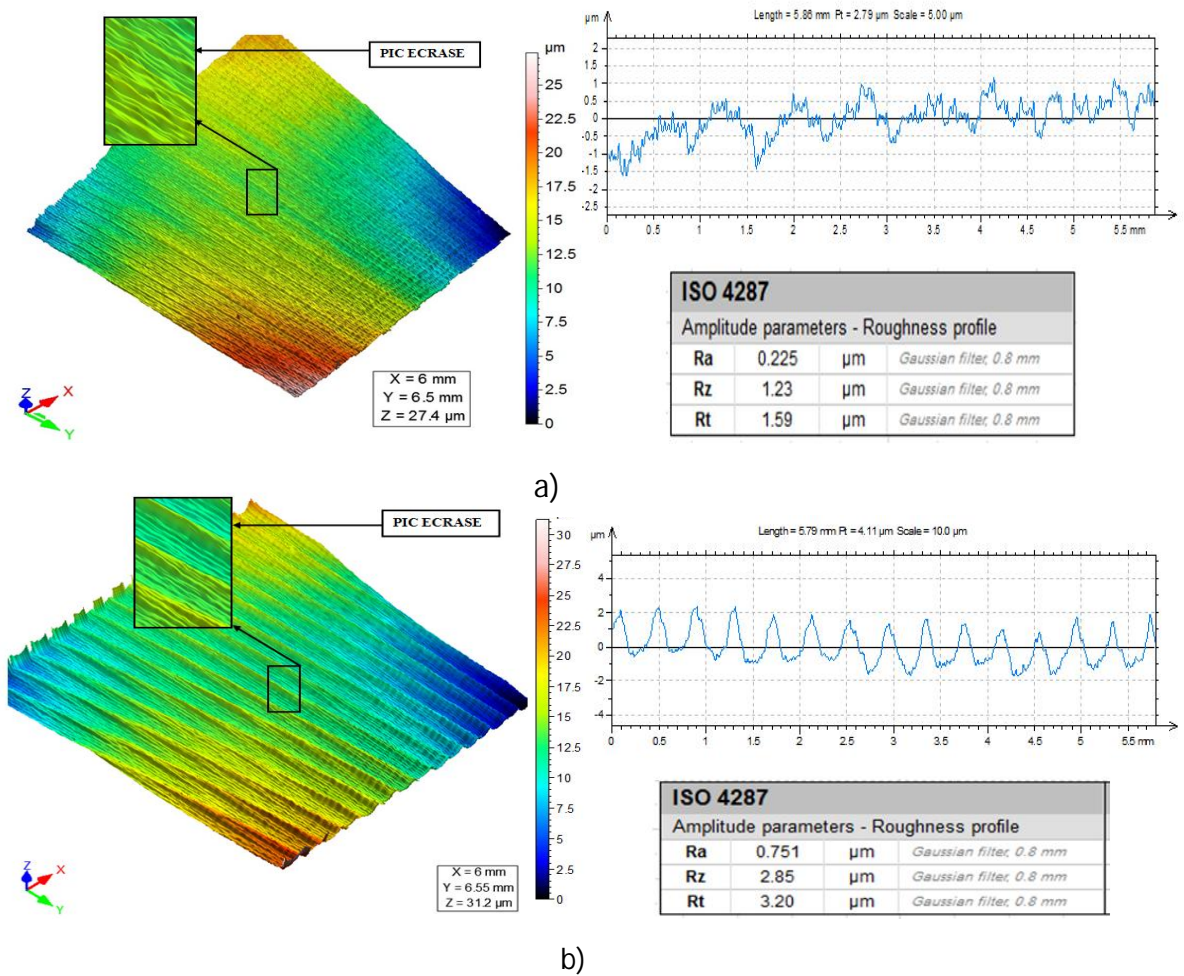 PIC ECRASE
µm
25
22.5
20
17.5
15
12.5
10
7.5
5
2.5
0
X = 6 mm
Y = 6.5 mm
Z = 27.4 µm
Z
X
Y
Length = 5.86 mm Pt = 2.79 µm Scale = 5.00 µm
µm
2
1.5
1
0.5
0
-0.5
-1
-1.5
-2
-2.5
0 0.5 1 1.5 2 2.5 3 3.5 4 4.5 5 5.5 mm
ISO 4287
Amplitude parameters - Roughness profile
Ra 0.225 µm Gaussian filter, 0.8 mm
Rz 1.23 µm Gaussian filter, 0.8 mm
Rt 1.59 µm Gaussian filter, 0.8 mm
a)
PIC ECRASE
µm
30
27.5
25
22.5
20
17.5
15
12.5
10
7.5
5
2.5
0
X = 6 mm
Y = 6.55 mm
Z = 31.2 µm
Z
X
Y
Length = 5.79 mm Pt = 4.11 µm Scale = 10.0 µm
4
2
0
-2
-4
0 0.5 1 1.5 2 2.5 3 3.5 4 4.5 5 5.5 mm
ISO 4287
Amplitude parameters - Roughness profile
Ra 0.751 µm Gaussian filter, 0.8 mm
Rz 2.85 µm Gaussian filter, 0.8 mm
Rt 3.20 µm Gaussian filter, 0.8 mm
b)